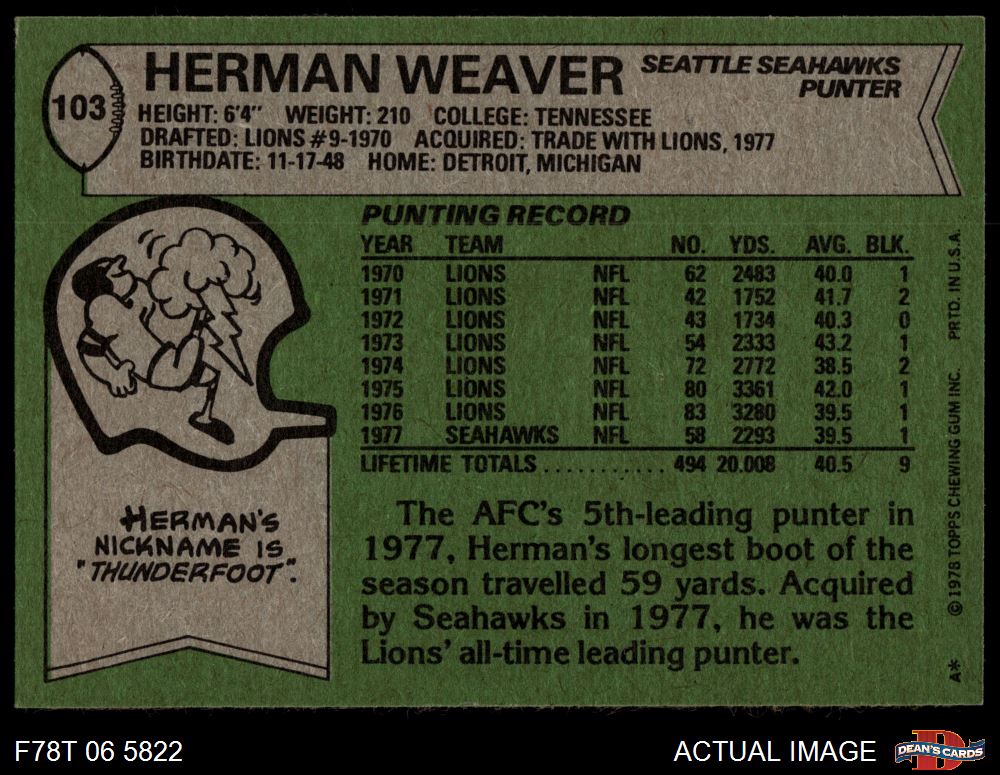 103
HERMAN WEAVER
SEATTLE SEAHAWKS
PUNTER
HEIGHT: 6'4" WEIGHT: 210 COLLEGE: TENNESSEE
DRAFTED: LIONS #9-1970 ACQUIRED: TRADE WITH LIONS, 1977
BIRTHDATE: 11-17-48 HOME: DETROIT, MICHIGAN
PUNTING RECORD
YEAR TEAM NO. YDS. AVG. BLK.
1970 LIONS NFL 62 2483 40.0 1
1971 LIONS NFL 42 1752 41.7 2
1972 LIONS NFL 43 1734 40.3 0
1973 LIONS NFL 54 2333 43.2 1
1974 LIONS NFL 72 2772 38.5 2
1975 LIONS NFL 80 3361 42.0 1
1976 LIONS NFL 83 3280 39.5 1
1977 SEAHAWKS NFL 58 2293 39.5 1
LIFETIME TOTALS ........... 494 20.008 40.5 9
HERMAN'S
NICKNAME IS
"THUNDERFOOT".
The AFC's 5th-leading punter in
1977, Herman's longest boot of the
season travelled 59 yards. Acquired
by Seahawks in 1977, he was the
Lions' all-time leading punter.
A* © 1978 TOPPS CHEWING GUM INC. PRTD. IN U.S.A.
F78T 06 5822
ACTUAL IMAGE
DEAN'S CARDS